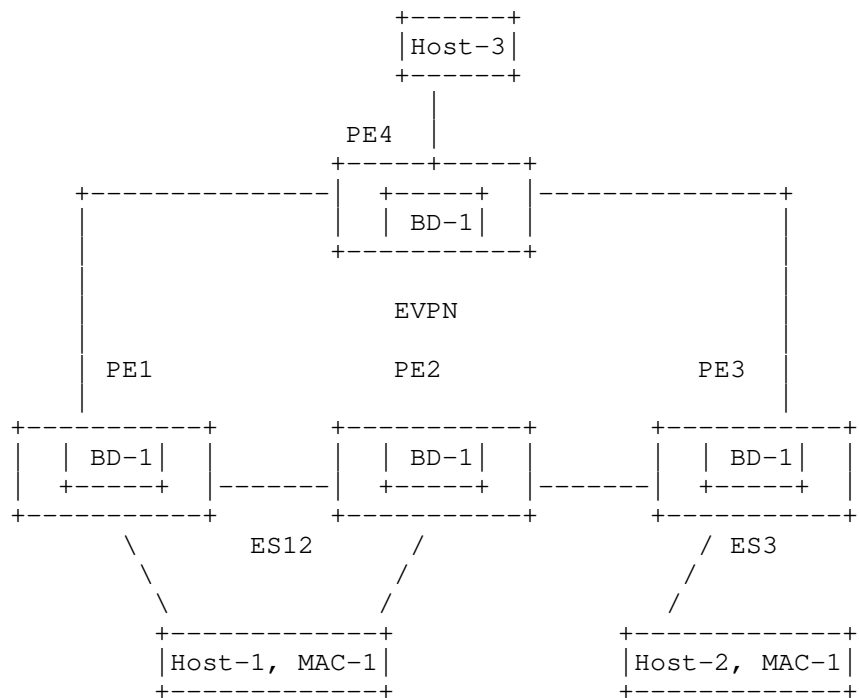 Host-3
PE4
BD-1
EVPN
PE1 PE2 PE3
BD-1 BD-1 BD-1
ES12 ES3
Host-1, MAC-1 Host-2, MAC-1